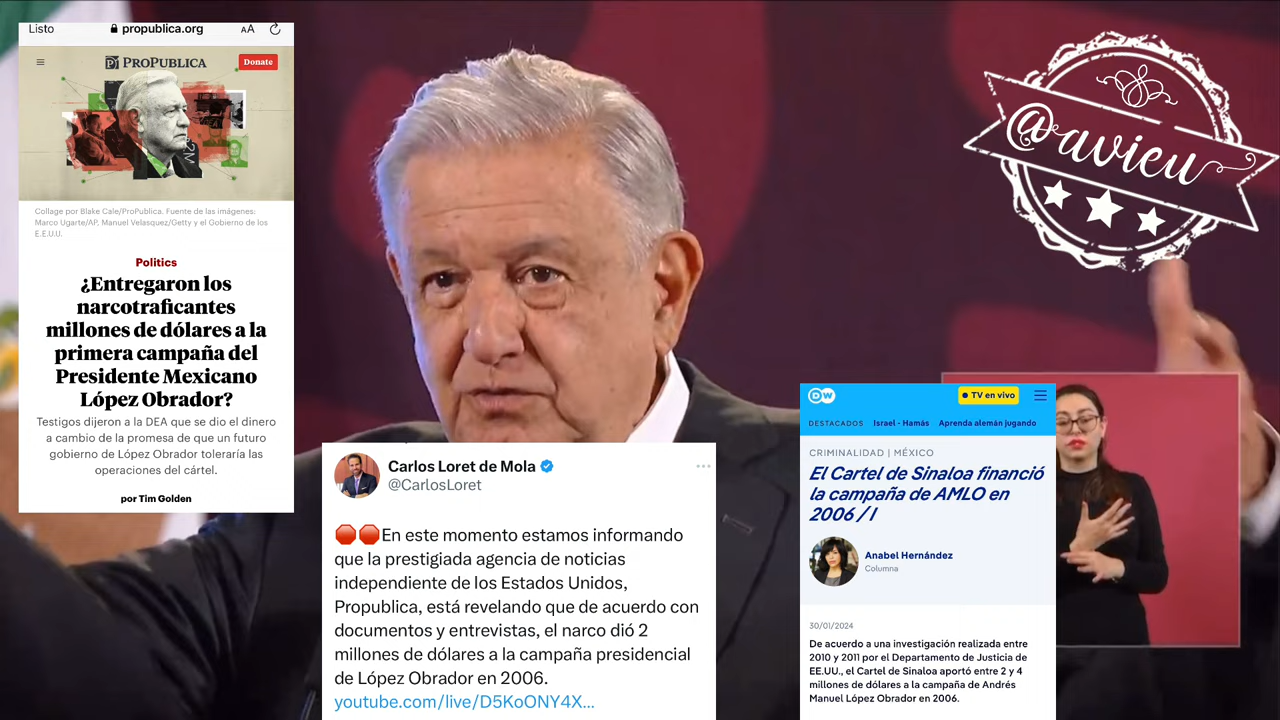 Listo
propublica.org
AA
PROPUBLICA
Donate
Collage por Blake Cale/ProPublica. Fuente de las imágenes:
Marco Ugarte/AP, Manuel Velasquez/Getty y el Gobierno de los
E.E.U.U.
Politics
¿Entregaron los
narcotraficantes
millones de dólares a la
primera campaña del
Presidente Mexicano
López Obrador?
Testigos dijeron a la DEA que se dio el dinero
a cambio de la promesa de que un futuro
gobierno de López Obrador toleraría las
operaciones del cártel.
por Tim Golden
Carlos Loret de Mola
@CarlosLoret
🛑🛑En este momento estamos informando
que la prestigiada agencia de noticias
independiente de los Estados Unidos,
Propublica, está revelando que de acuerdo con
documentos y entrevistas, el narco dió 2
millones de dólares a la campaña presidencial
de López Obrador en 2006.
youtube.com/live/D5KoONY4X...
@avieu
DW
TV en vivo
DESTACADOS Israel - Hamás Aprenda alemán jugando
CRIMINALIDAD | MÉXICO
El Cartel de Sinaloa financió
la campaña de AMLO en
2006 / I
Anabel Hernández
Columna
30/01/2024
De acuerdo a una investigación realizada entre
2010 y 2011 por el Departamento de Justicia de
EE.UU., el Cartel de Sinaloa aportó entre 2 y 4
millones de dólares a la campaña de Andrés
Manuel López Obrador en 2006.